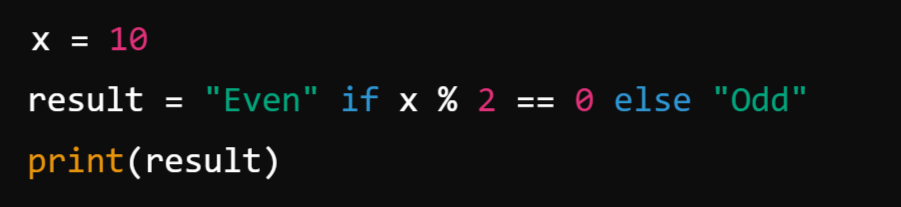 x = 10
result = "Even" if x % 2 == 0 else "Odd"
print(result)